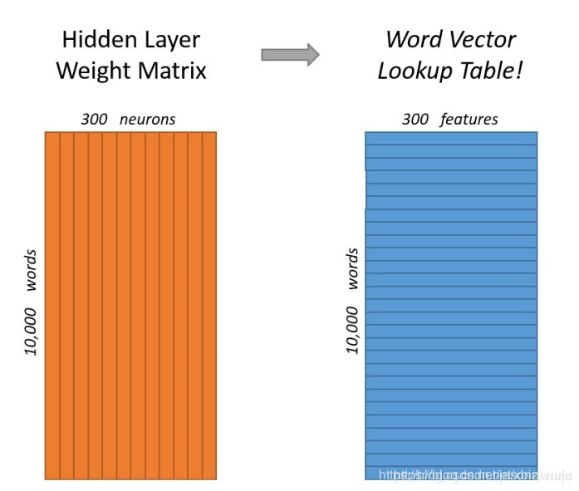 Hidden Layer
Weight Matrix
Word Vector
Lookup Table!
300 neurons
300 features
10,000 words
10,000 words